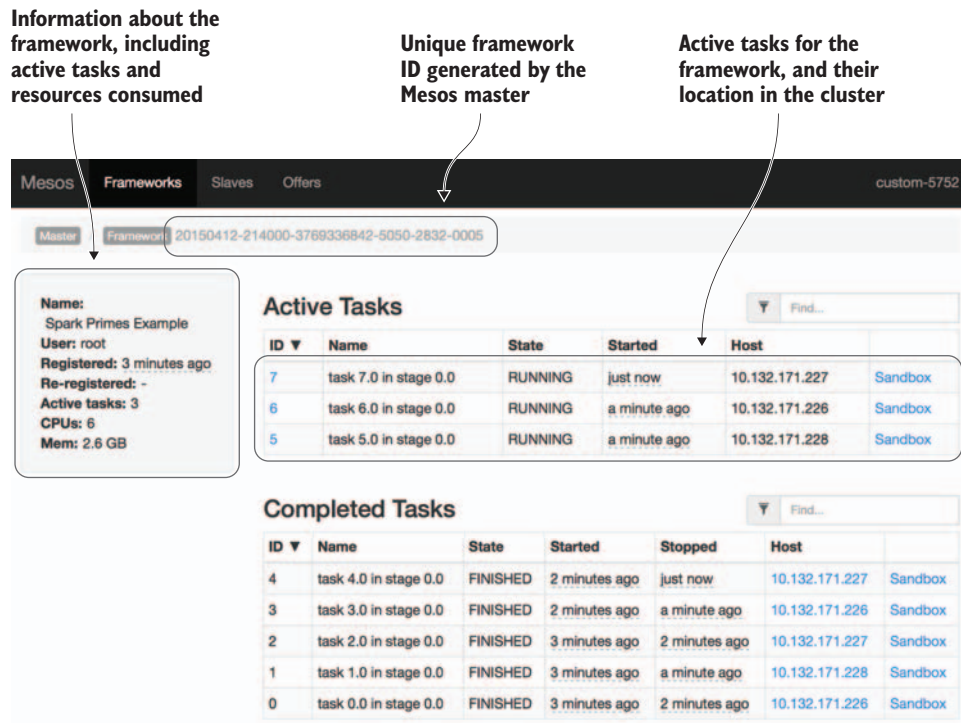 Information about the
framework, including
active tasks and
resources consumed
Unique framework
ID generated by the
Mesos master
Active tasks for the
framework, and their
location in the cluster
Mesos Frameworks Slaves Offers custom-5752
Master Framework 20150412-214000-3769336842-5050-2832-0005
Name:
Spark Primes Example
User: root
Registered: 3 minutes ago
Re-registered: -
Active tasks: 3
CPUs: 6
Mem: 2.6 GB
Active Tasks Find...
ID ▼ Name State Started Host
7 task 7.0 in stage 0.0 RUNNING just now 10.132.171.227 Sandbox
6 task 6.0 in stage 0.0 RUNNING a minute ago 10.132.171.226 Sandbox
5 task 5.0 in stage 0.0 RUNNING a minute ago 10.132.171.228 Sandbox
Completed Tasks Find...
ID ▼ Name State Started Stopped Host
4 task 4.0 in stage 0.0 FINISHED 2 minutes ago just now 10.132.171.227 Sandbox
3 task 3.0 in stage 0.0 FINISHED 2 minutes ago a minute ago 10.132.171.226 Sandbox
2 task 2.0 in stage 0.0 FINISHED 3 minutes ago 2 minutes ago 10.132.171.227 Sandbox
1 task 1.0 in stage 0.0 FINISHED 3 minutes ago a minute ago 10.132.171.228 Sandbox
0 task 0.0 in stage 0.0 FINISHED 3 minutes ago 2 minutes ago 10.132.171.226 Sandbox